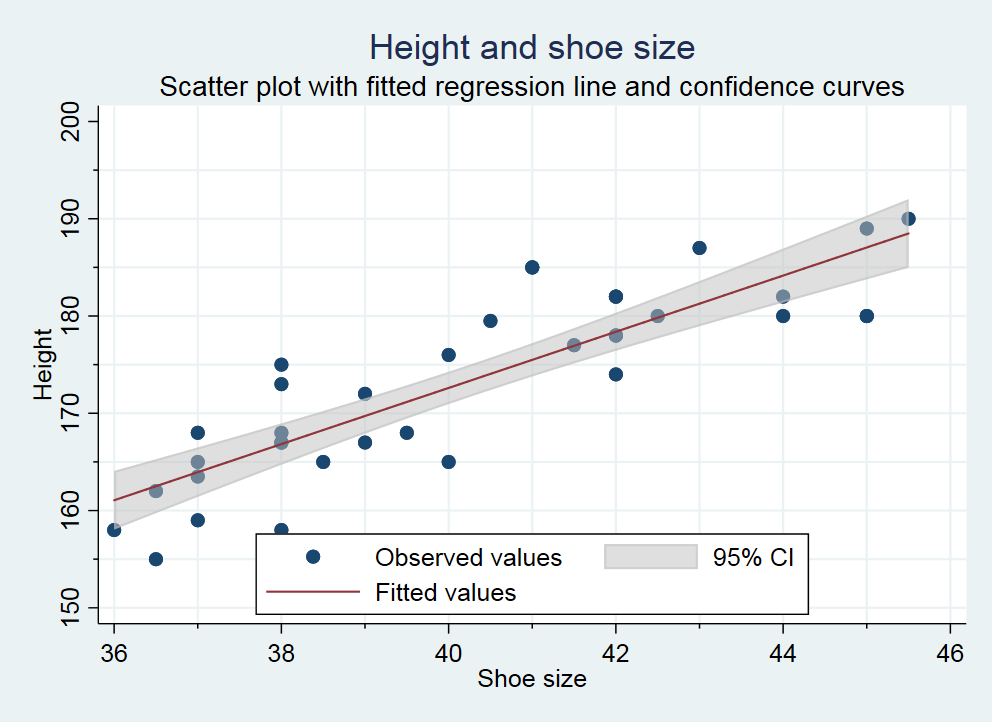 Height and shoe size
Scatter plot with fitted regression line and confidence curves
200
190
180
170
160
150
Height
Observed values
95% CI
Fitted values
36 38 40 42 44 46
Shoe size